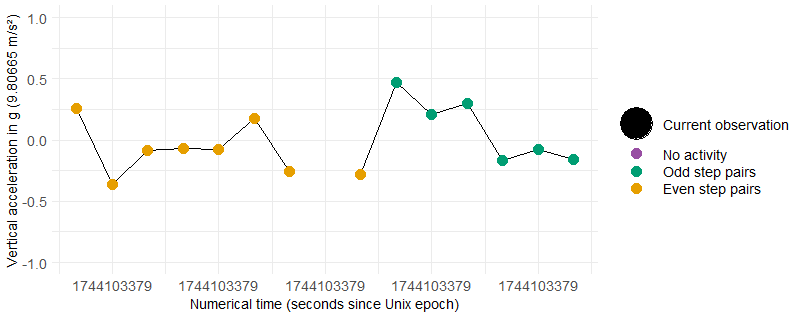 Vertical acceleration in g (9.80665 m/s²)
1.0
0.5
0.0
-0.5
-1.0
1744103379 1744103379 1744103379 1744103379 1744103379
Numerical time (seconds since Unix epoch)
Current observation
No activity
Odd step pairs
Even step pairs